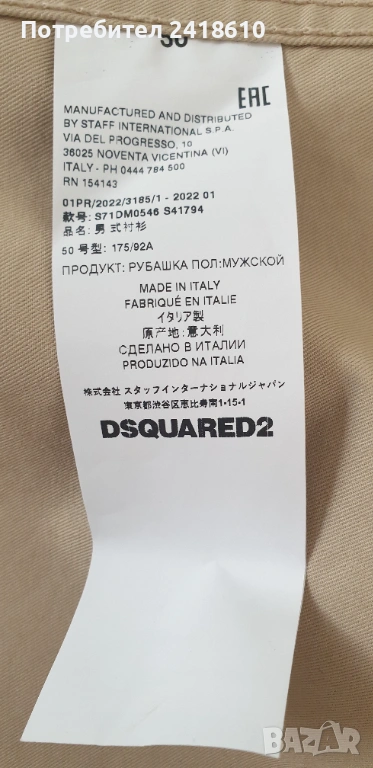 Потребител 2418610
EAC
MANUFACTURED AND DISTRIBUTED
BY STAFF INTERNATIONAL S.P.A.
VIA DEL PROGRESSO, 10
36025 NOVENTA VICENTINA (VI)
ITALY - PH 0444 784 500
RN 154143
01PR/2022/3185/1 - 2022 01
款号: S71DM0546 S41794
品名: 男 式 衬衫
50 号型: 175/92A
ПРОДУКТ: РУБАШКА ПОЛ:МУЖСКОЙ
MADE IN ITALY
FABRIQUÉ EN ITALIE
イタリア製
原产地: 意大利
СДЕЛАНО В ИТАЛИИ
PRODUZIDO NA ITALIA
株式会社 スタッフインターナショナルジャパン
東京都渋谷区恵比寿南1-15-1
DSQUARED2
BAZAR